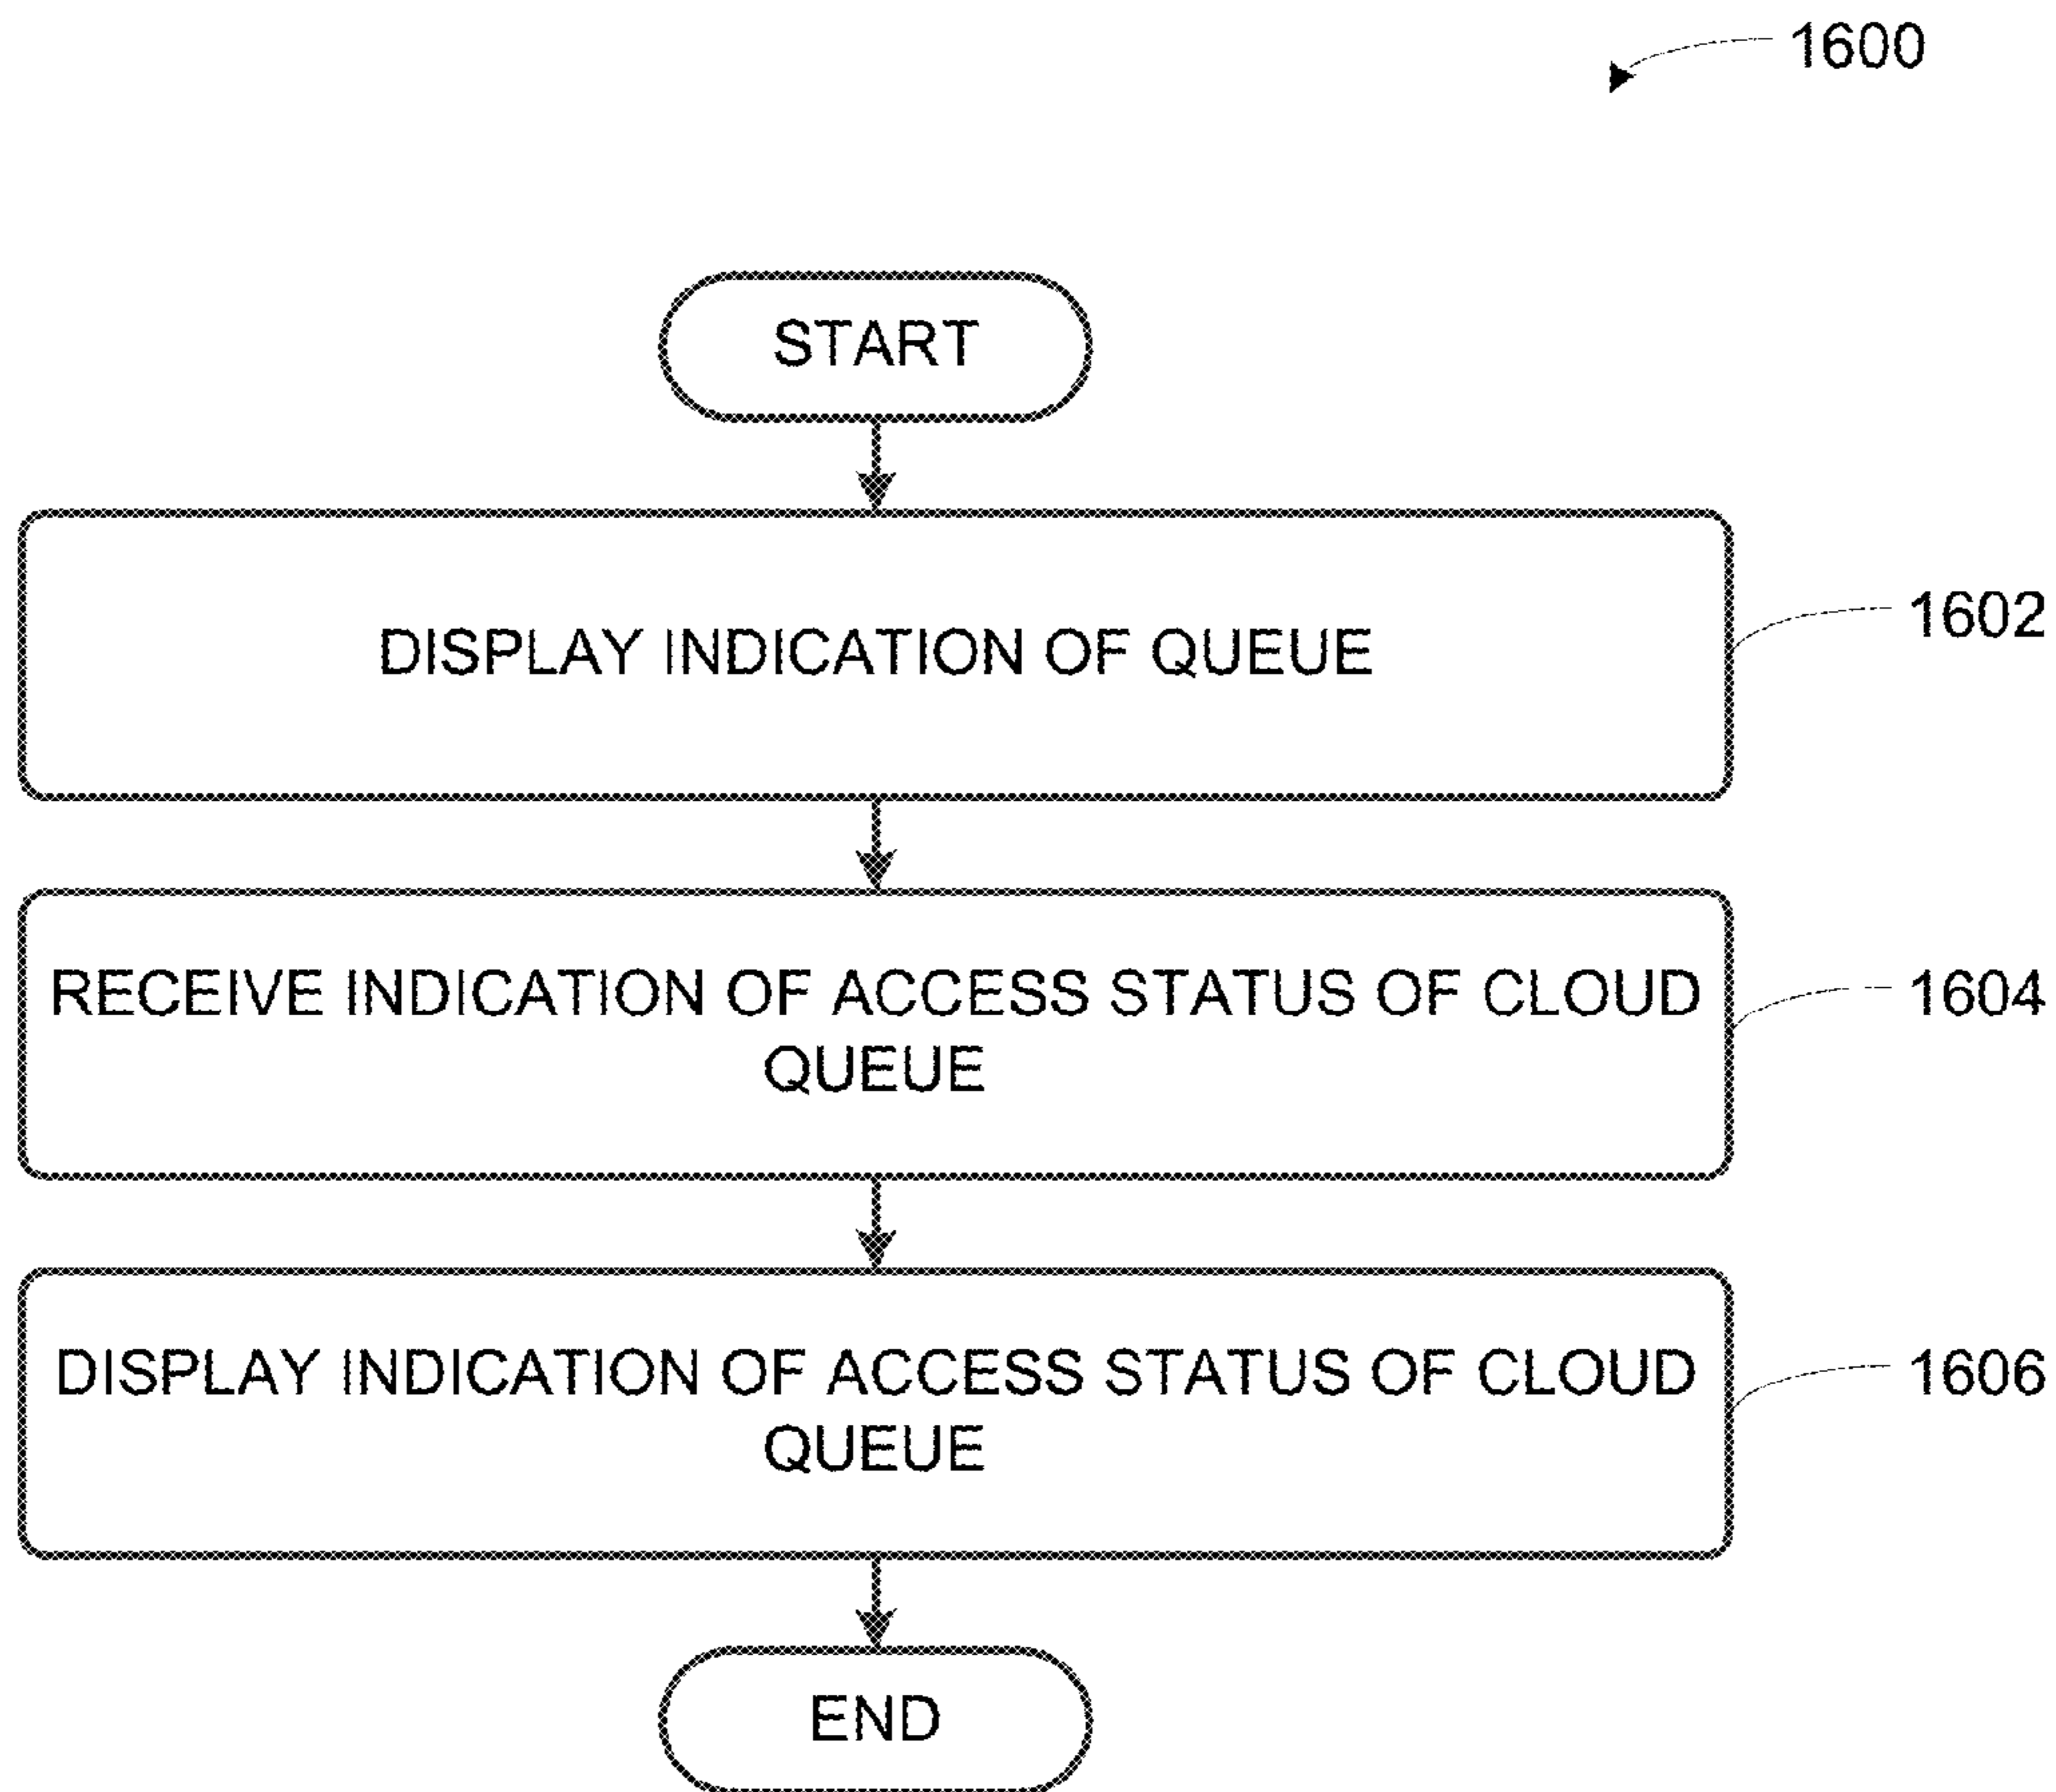 1600
START
DISPLAY INDICATION OF QUEUE
1602
RECEIVE INDICATION OF ACCESS STATUS OF CLOUD
QUEUE
1604
DISPLAY INDICATION OF ACCESS STATUS OF CLOUD
QUEUE
1606
END